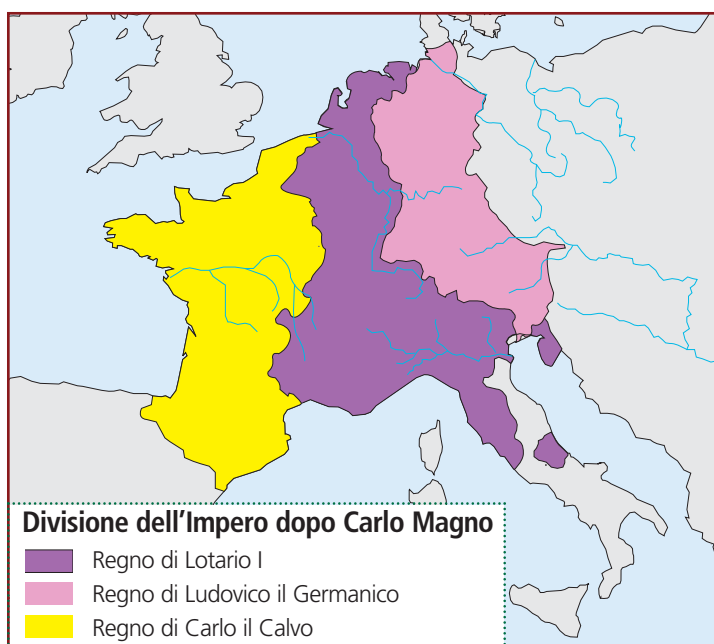 Divisione dell'Impero dopo Carlo Magno
Regno di Lotario I
Regno di Ludovico il Germanico
Regno di Carlo il Calvo